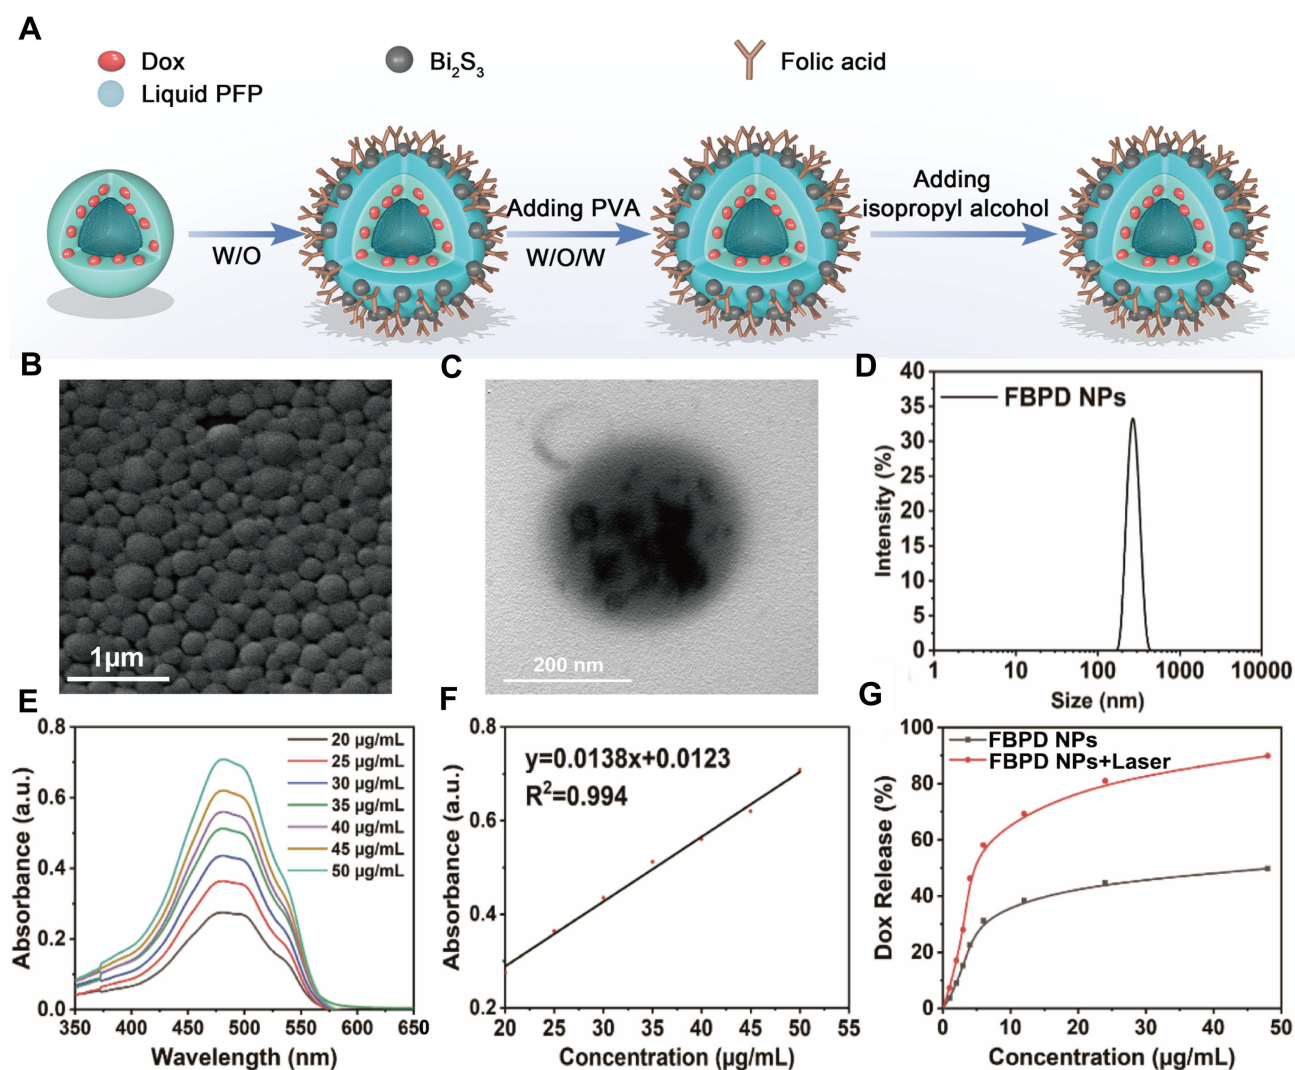 A
Dox
Liquid PFP
Bi₂S₃
Folic acid
W/O
Adding PVA
W/O/W
Adding
isopropyl alcohol
B
1μm
C
200 nm
D
FBPD NPs
Intensity (%)
40
35
30
25
20
15
10
5
0
1
10
100
1000
10000
Size (nm)
E
Absorbance (a.u.)
0.8
0.6
0.4
0.2
0.0
20 μg/mL
25 μg/mL
30 μg/mL
35 μg/mL
40 μg/mL
45 μg/mL
50 μg/mL
350
400
450
500
550
600
650
Wavelength (nm)
F
Absorbance (a.u.)
0.8
0.6
0.4
0.2
y=0.0138x+0.0123
R²=0.994
20
25
30
35
40
45
50
55
Concentration (μg/mL)
G
Dox Release (%)
100
80
60
40
20
0
FBPD NPs
FBPD NPs+Laser
0
10
20
30
40
50
Concentration (μg/mL)